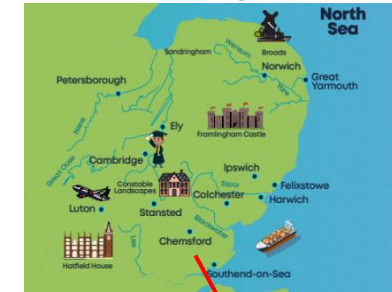 North
Sea
Sandringham
Wensum
Broads
Norwich
Yare
Great
Yarmouth
Peterborough
Nene
Ely
Framlingham Castle
Great Ouse
Cambridge
Constable
Landscapes
Ipswich
Stour
Felixstowe
Colchester
Harwich
Luton
Stansted
Blackwater
Chemsford
Lee
Hatfield House
Southend-on-Sea